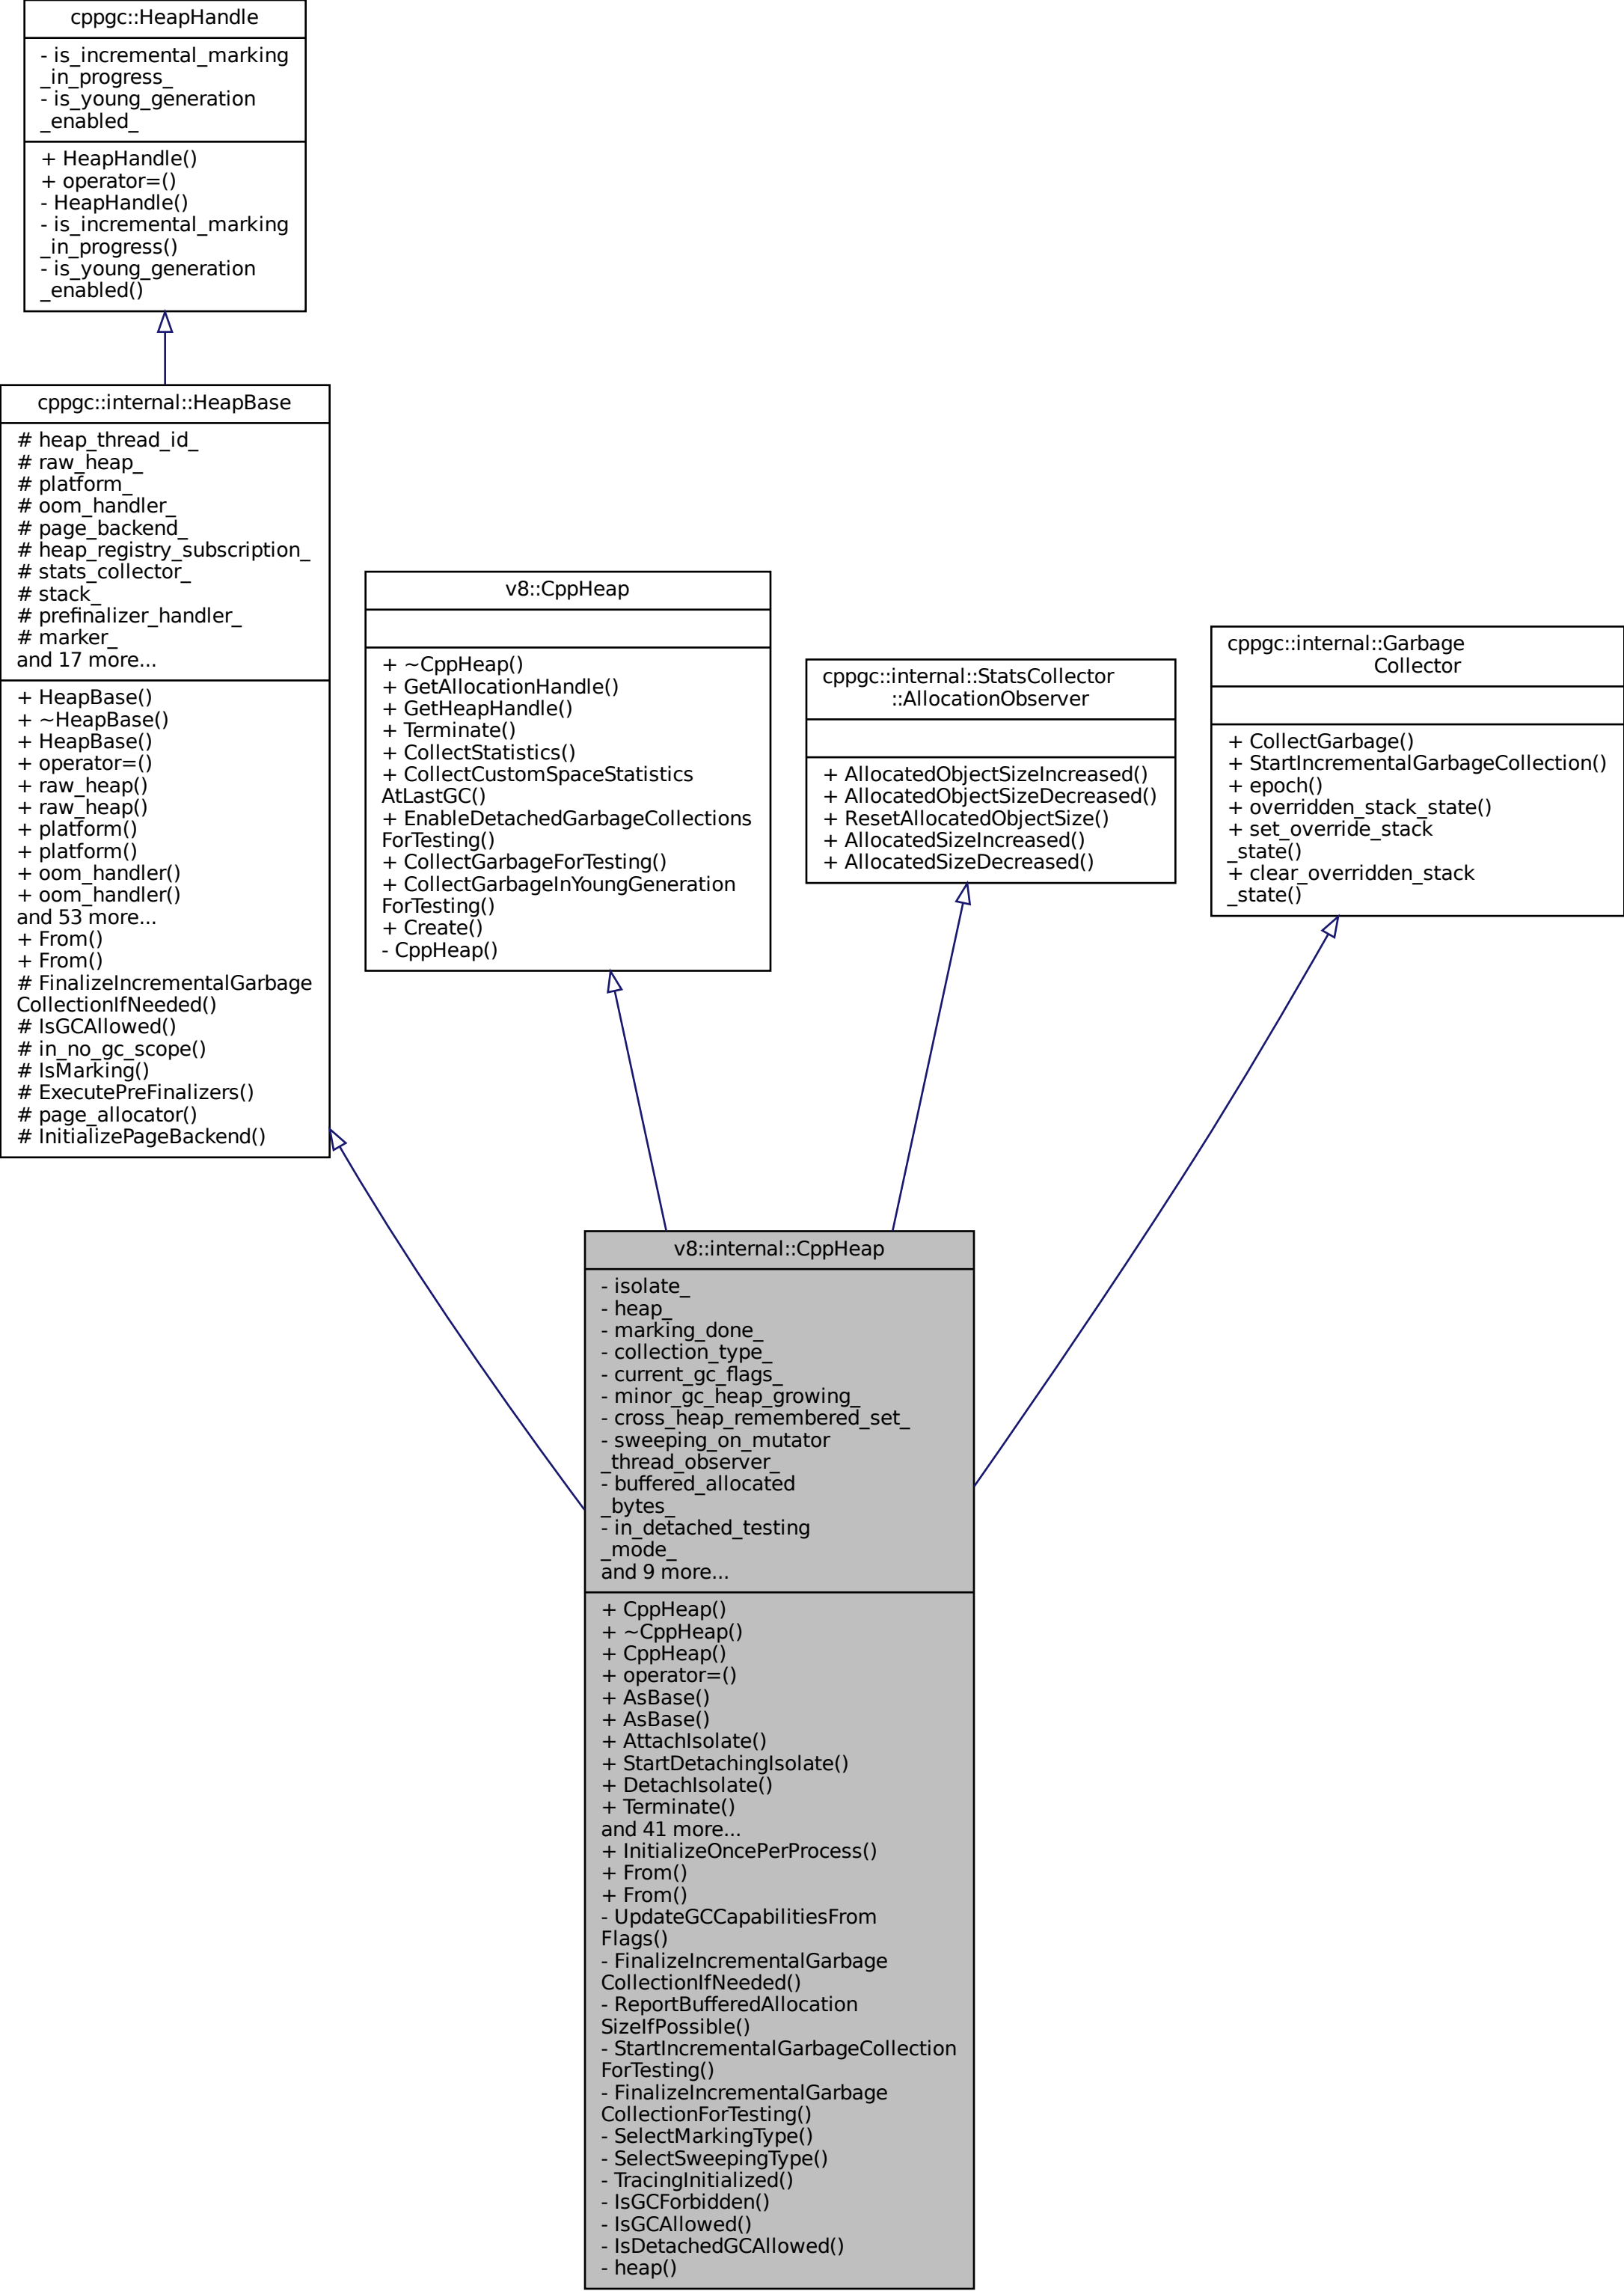 cppgc::HeapHandle
- is_incremental_marking
_in_progress_
- is_young_generation
_enabled_
+ HeapHandle()
+ operator=()
- HeapHandle()
- is_incremental_marking
_in_progress()
- is_young_generation
_enabled()
cppgc::internal::HeapBase
# heap_thread_id_
# raw_heap_
# platform_
# oom_handler_
# page_backend_
# heap_registry_subscription_
# stats_collector_
# stack_
# prefinalizer_handler_
# marker_
and 17 more...
+ HeapBase()
+ ~HeapBase()
+ HeapBase()
+ operator=()
+ raw_heap()
+ raw_heap()
+ platform()
+ platform()
+ oom_handler()
+ oom_handler()
and 53 more...
+ From()
+ From()
# FinalizeIncrementalGarbage
CollectionIfNeeded()
# IsGCAllowed()
# in_no_gc_scope()
# IsMarking()
# ExecutePreFinalizers()
# page_allocator()
# InitializePageBackend()
v8::CppHeap
+ ~CppHeap()
+ GetAllocationHandle()
+ GetHeapHandle()
+ Terminate()
+ CollectStatistics()
+ CollectCustomSpaceStatistics
AtLastGC()
+ EnableDetachedGarbageCollections
ForTesting()
+ CollectGarbageForTesting()
+ CollectGarbageInYoungGeneration
ForTesting()
+ Create()
- CppHeap()
cppgc::internal::StatsCollector
::AllocationObserver
+ AllocatedObjectSizeIncreased()
+ AllocatedObjectSizeDecreased()
+ ResetAllocatedObjectSize()
+ AllocatedSizeIncreased()
+ AllocatedSizeDecreased()
cppgc::internal::Garbage
Collector
+ CollectGarbage()
+ StartIncrementalGarbageCollection()
+ epoch()
+ overridden_stack_state()
+ set_override_stack
_state()
+ clear_overridden_stack
_state()
v8::internal::CppHeap
- isolate_
- heap_
- marking_done_
- collection_type_
- current_gc_flags_
- minor_gc_heap_growing_
- cross_heap_remembered_set_
- sweeping_on_mutator
_thread_observer_
- buffered_allocated
_bytes_
- in_detached_testing
_mode_
and 9 more...
+ CppHeap()
+ ~CppHeap()
+ CppHeap()
+ operator=()
+ AsBase()
+ AsBase()
+ AttachIsolate()
+ StartDetachingIsolate()
+ DetachIsolate()
+ Terminate()
and 41 more...
+ InitializeOncePerProcess()
+ From()
+ From()
- UpdateGCCapabilitiesFrom
Flags()
- FinalizeIncrementalGarbage
CollectionIfNeeded()
- ReportBufferedAllocation
SizeIfPossible()
- StartIncrementalGarbageCollection
ForTesting()
- FinalizeIncrementalGarbage
CollectionForTesting()
- SelectMarkingType()
- SelectSweepingType()
- TracingInitialized()
- IsGCForbidden()
- IsGCAllowed()
- IsDetachedGCAllowed()
- heap()